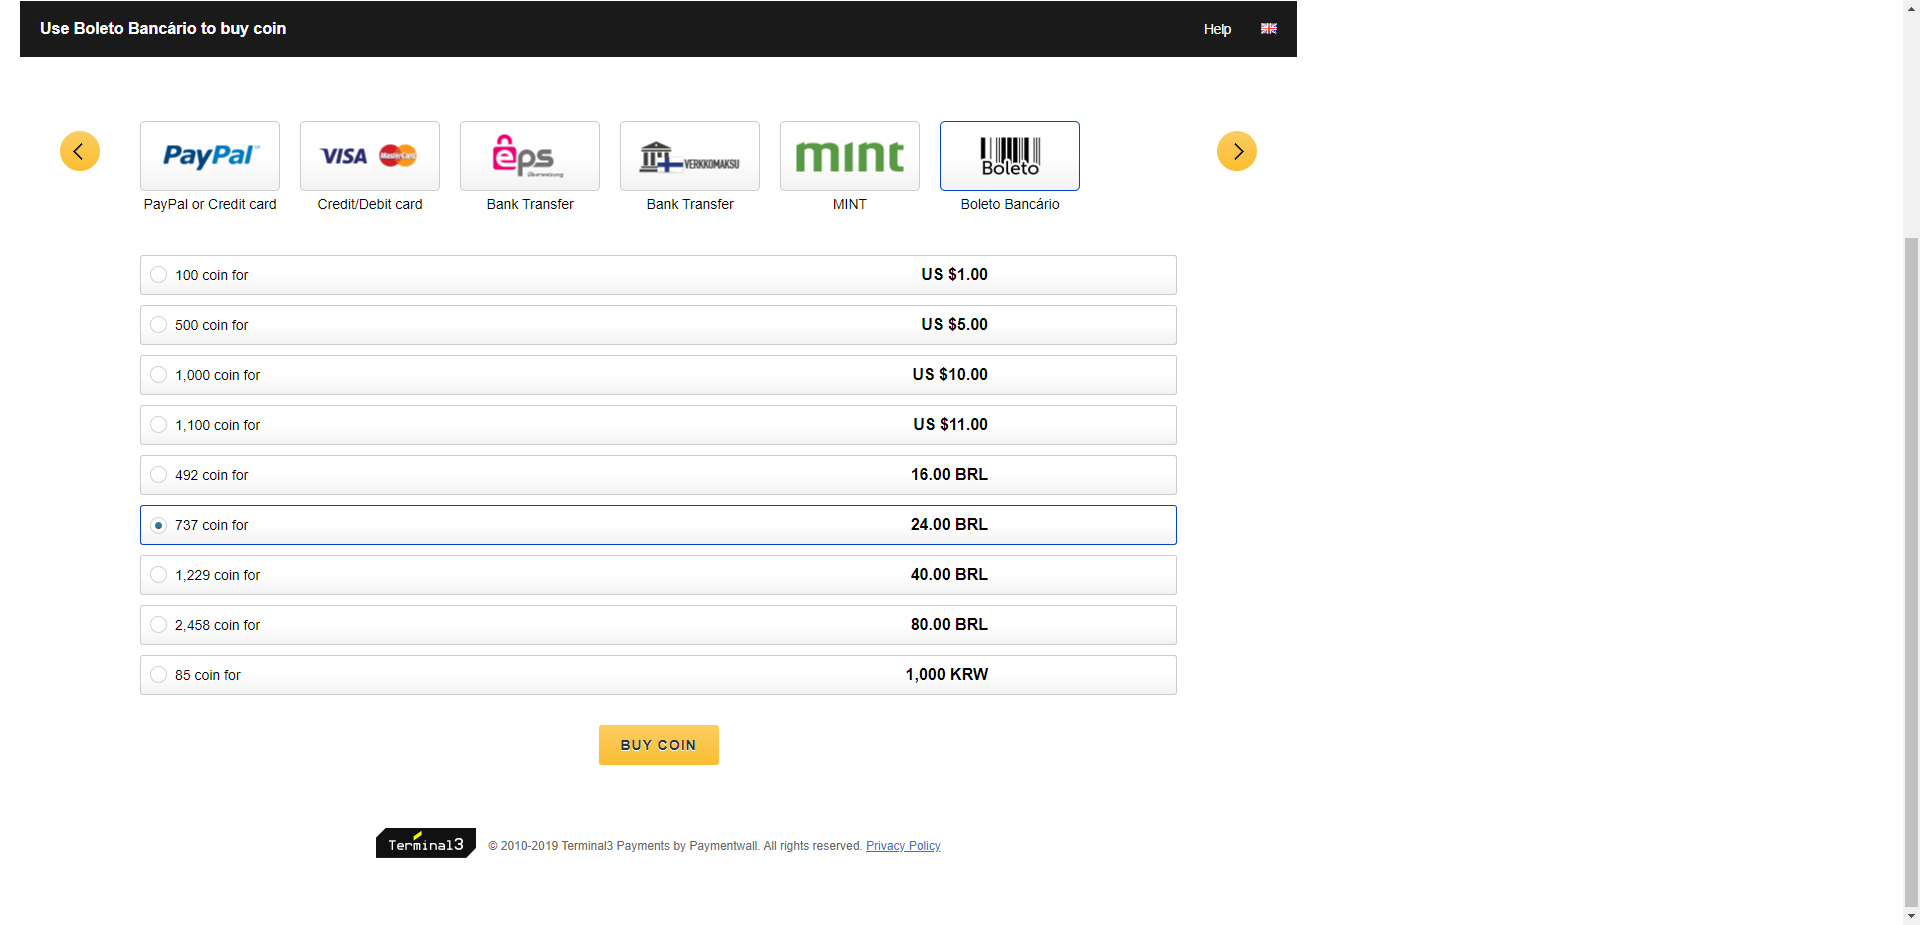 Use Boleto Bancário to buy coin
Help
PayPal™
VISA MasterCard
eps
Überweisung
VERKKOMAKSU
mint
Boleto
PayPal or Credit card
Credit/Debit card
Bank Transfer
Bank Transfer
MINT
Boleto Bancário
100 coin for US $1.00
500 coin for US $5.00
1,000 coin for US $10.00
1,100 coin for US $11.00
492 coin for 16.00 BRL
737 coin for 24.00 BRL
1,229 coin for 40.00 BRL
2,458 coin for 80.00 BRL
85 coin for 1,000 KRW
BUY COIN
Terminal3
© 2010-2019 Terminal3 Payments by Paymentwall. All rights reserved. Privacy Policy